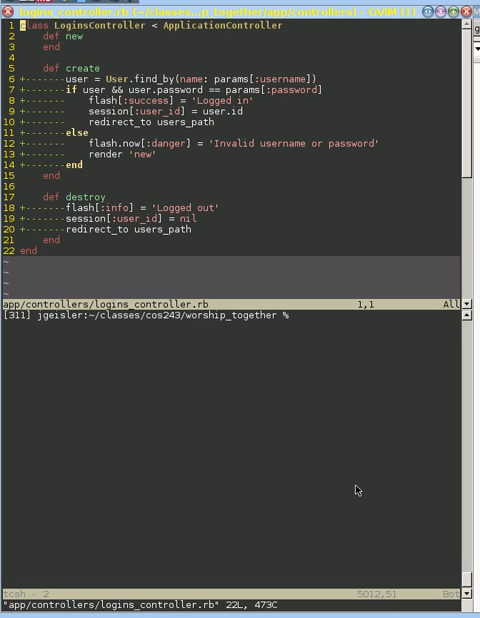 logins_controller.rb (~/classes...p_together/app/controllers) - GVIM (1)
1 class LoginsController < ApplicationController
2     def new
3     end
4
5     def create
6 +-------user = User.find_by(name: params[:username])
7 +-------if user && user.password == params[:password]
8 +-------    flash[:success] = 'Logged in'
9 +-------    session[:user_id] = user.id
10 +-------    redirect_to users_path
11 +-------else
12 +-------    flash.now[:danger] = 'Invalid username or password'
13 +-------    render 'new'
14 +-------end
15     end
16
17     def destroy
18 +-------flash[:info] = 'Logged out'
19 +-------session[:user_id] = nil
20 +-------redirect_to users_path
21     end
22 end
~
~
~
~
app/controllers/logins_controller.rb 1,1 All
[311] jgeisler:~/classes/cos243/worship_together %
tcsh - 2 5012,51 Bot
"app/controllers/logins_controller.rb" 22L, 473C